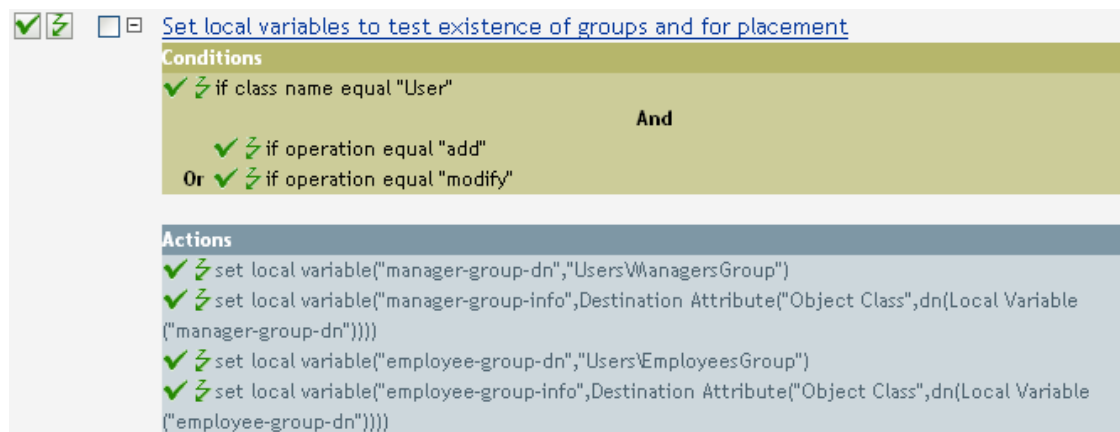 Set local variables to test existence of groups and for placement
Conditions
if class name equal "User"
And
if operation equal "add"
Or if operation equal "modify"
Actions
set local variable("manager-group-dn","Users\ManagersGroup")
set local variable("manager-group-info",Destination Attribute("Object Class",dn(Local Variable
("manager-group-dn"))))
set local variable("employee-group-dn","Users\EmployeesGroup")
set local variable("employee-group-info",Destination Attribute("Object Class",dn(Local Variable
("employee-group-dn"))))